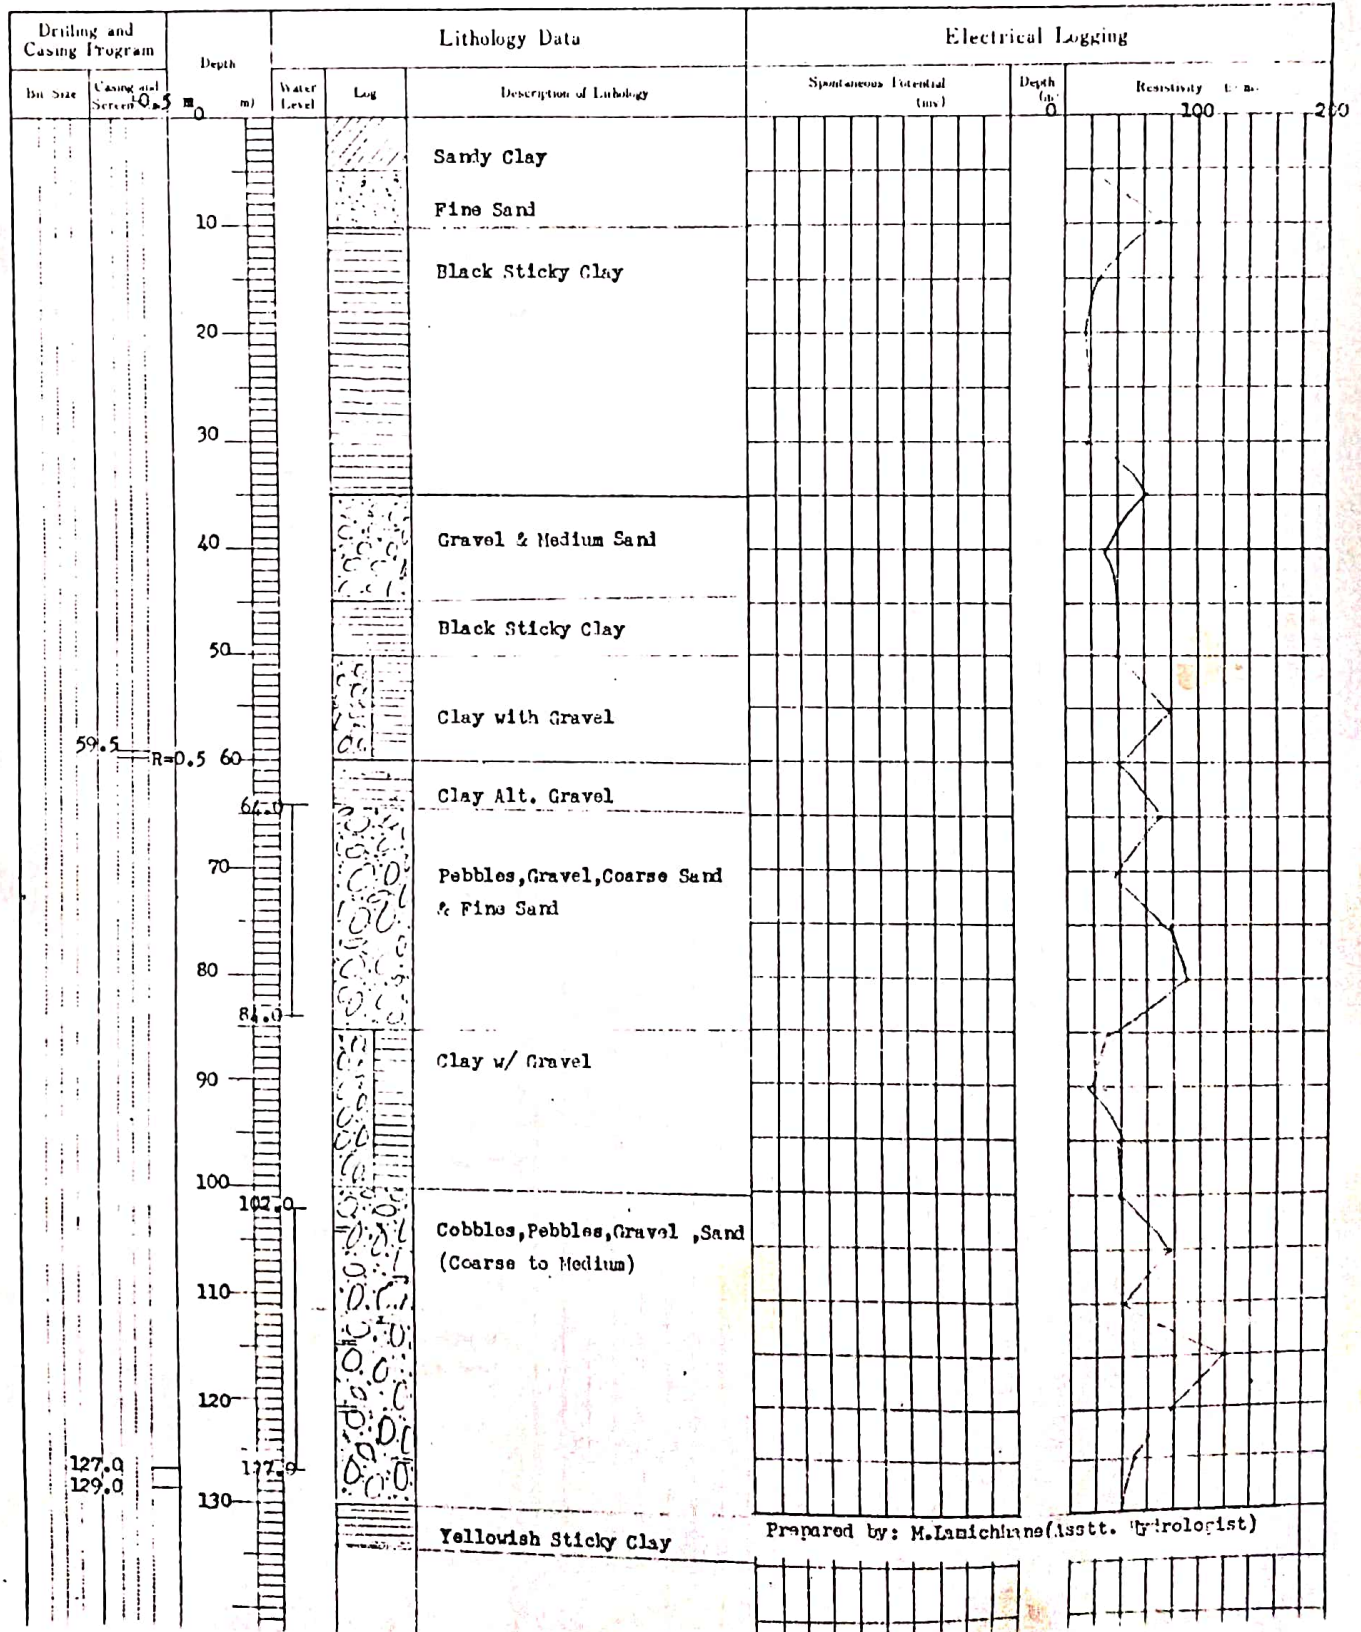 Drilling and
Casing Program
Depth
Lithology Data
Electrical Logging
Bit Size
Casing and
Screen
0.5 m
m)
Water
Level
Log
Description of Lithology
Spontaneous Potential
(mv)
Depth
Resistivity
0
0
100
200
Sandy Clay
Fine Sand
10
Black Sticky Clay
20
30
40
Gravel & Medium Sand
Black Sticky Clay
50
Clay with Gravel
59.5
R=0.5
60
Clay Alt. Gravel
64.0
70
Pebbles,Gravel,Coarse Sand
& Fine Sand
80
84.0
Clay w/ Gravel
90
100
102.0
Cobbles,Pebbles,Gravel ,Sand
(Coarse to Medium)
110
120
127.0
129.0
130
Yellowish Sticky Clay
Prepared by: M.Lamichhane(Asstt. Hydrologist)